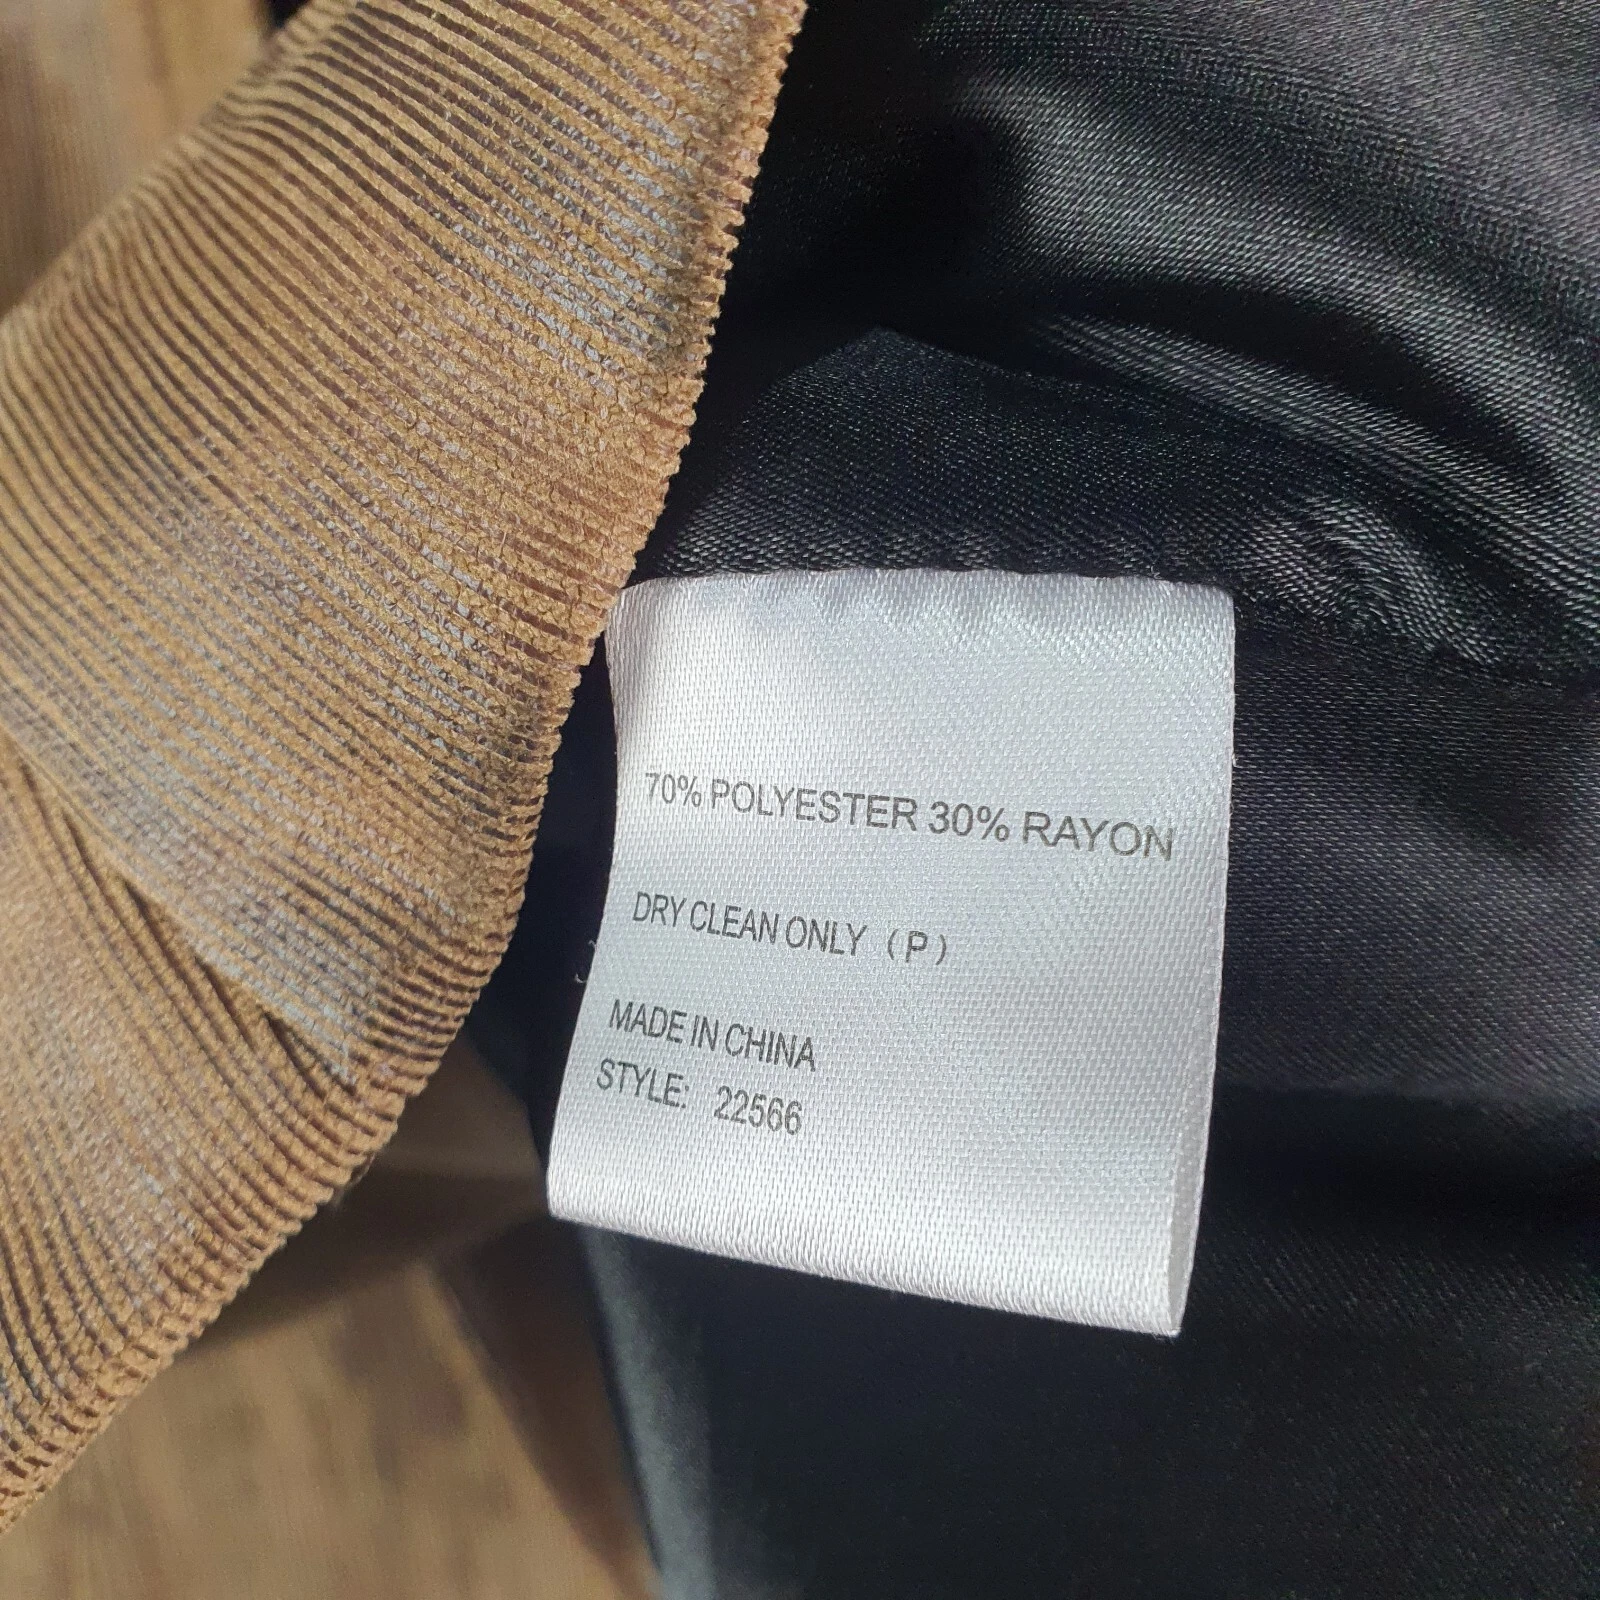 70% POLYESTER 30% RAYON
DRY CLEAN ONLY (P)
MADE IN CHINA
STYLE: 22566